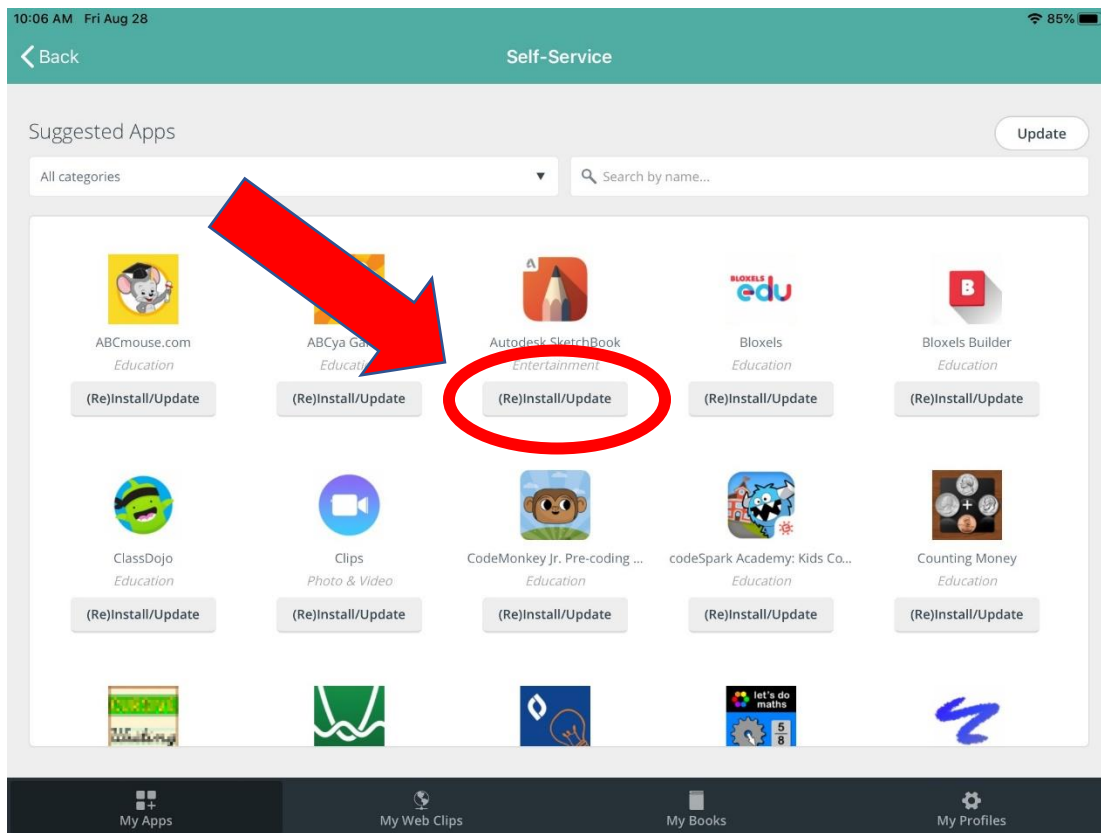 10:06 AM Fri Aug 28
85%
Back
Self-Service
Suggested Apps
Update
All categories
Search by name...
BLOXELS
edu
B
ABCmouse.com
ABCya Ga
Autodesk SketchBook
Bloxels
Bloxels Builder
Education
Educati
Entertainment
Education
Education
(Re)Install/Update
(Re)Install/Update
(Re)Install/Update
(Re)Install/Update
(Re)Install/Update
ClassDojo
Clips
CodeMonkey Jr. Pre-coding ...
codeSpark Academy: Kids Co...
Counting Money
Education
Photo & Video
Education
Education
Education
(Re)Install/Update
(Re)Install/Update
(Re)Install/Update
(Re)Install/Update
(Re)Install/Update
let's do
maths
5
8
Writing
My Apps
My Web Clips
My Books
My Profiles